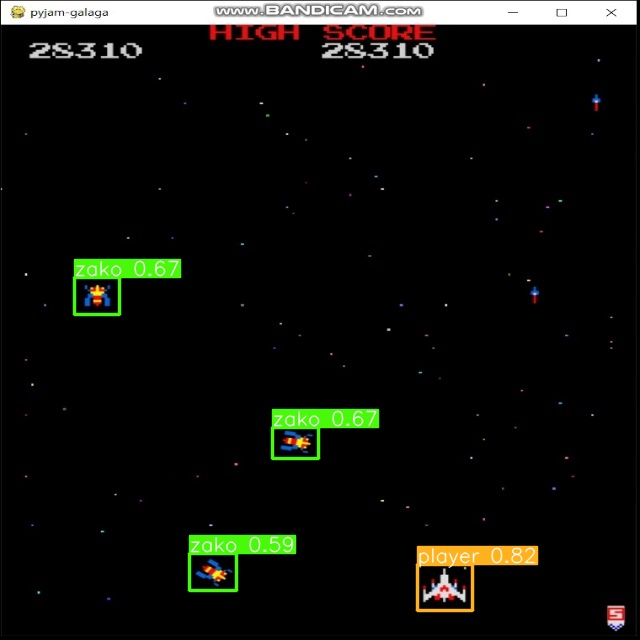 pyjam-galaga
www.BANDICAM.com
HIGH SCORE
28310 28310
zako 0.67
zako 0.67
zako 0.59
player 0.82
5